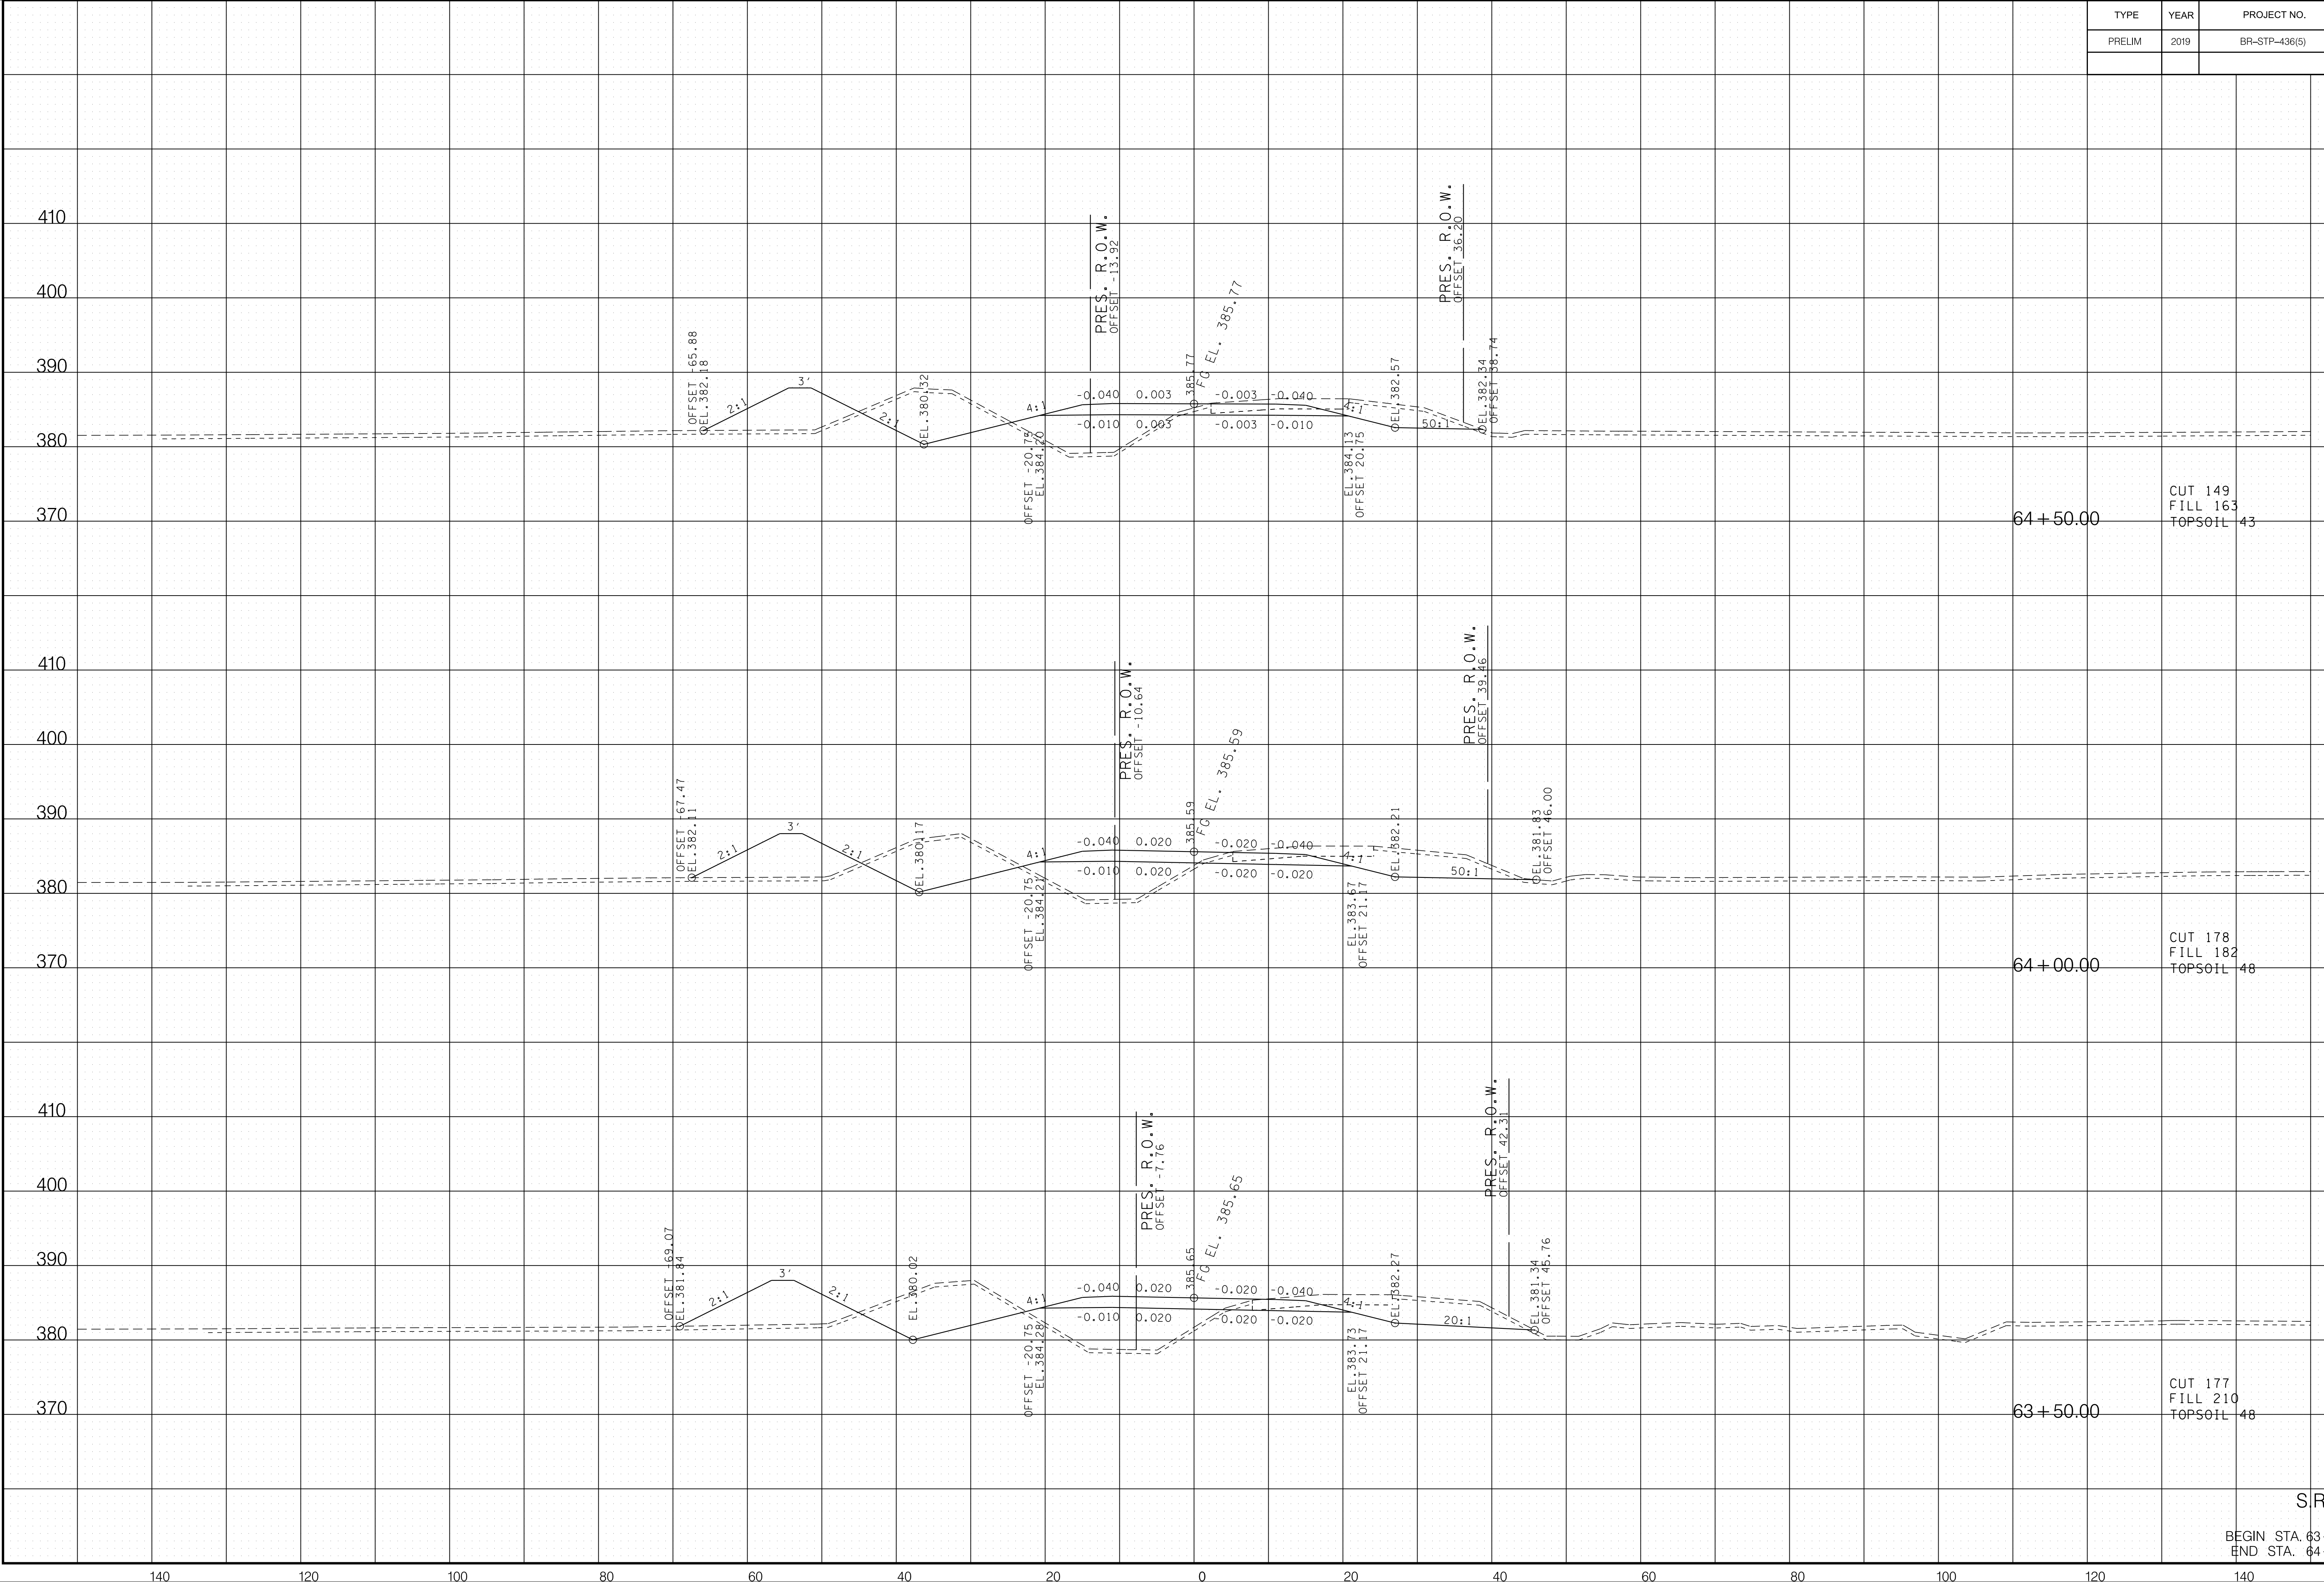 TYPE YEAR PROJECT NO.
PRELIM 2019 BR-STP-436(5)
410
400
390
380
370
OFFSET -65.88
EL.382.18
2:1
3'
2:1
EL.380.32
4:1
OFFSET -20.75
EL.384.20
PRES. R.O.W.
OFFSET -13.92
-0.040 0.003
-0.010 0.003
385.77
FG EL. 385.77
-0.003 -0.040
-0.003 -0.010
4:1
EL.384.13
OFFSET 20.75
EL.382.57
50:1
PRES. R.O.W.
OFFSET 36.20
EL.382.34
OFFSET 38.74
64+50.00
CUT 149
FILL 163
TOPSOIL 43
410
400
390
380
370
OFFSET -67.47
EL.382.11
2:1
3'
2:1
EL.380.17
4:1
OFFSET -20.75
EL.384.21
PRES. R.O.W.
OFFSET -10.64
-0.040 0.020
-0.010 0.020
385.59
FG EL. 385.59
-0.020 -0.040
-0.020 -0.020
4:1
EL.383.67
OFFSET 21.17
EL.382.21
50:1
PRES. R.O.W.
OFFSET 39.46
EL.381.83
OFFSET 46.00
64+00.00
CUT 178
FILL 182
TOPSOIL 48
410
400
390
380
370
OFFSET -69.07
EL.381.84
2:1
3'
2:1
EL.380.02
4:1
OFFSET -20.75
EL.384.28
PRES. R.O.W.
OFFSET -7.76
-0.040 0.020
-0.010 0.020
385.65
FG EL. 385.65
-0.020 -0.040
-0.020 -0.020
4:1
EL.383.73
OFFSET 21.17
EL.382.27
20:1
PRES. R.O.W.
OFFSET 42.31
EL.381.34
OFFSET 45.76
63+50.00
CUT 177
FILL 210
TOPSOIL 48
S.R
BEGIN STA. 63
END STA. 64
140 120 100 80 60 40 20 0 20 40 60 80 100 120 140